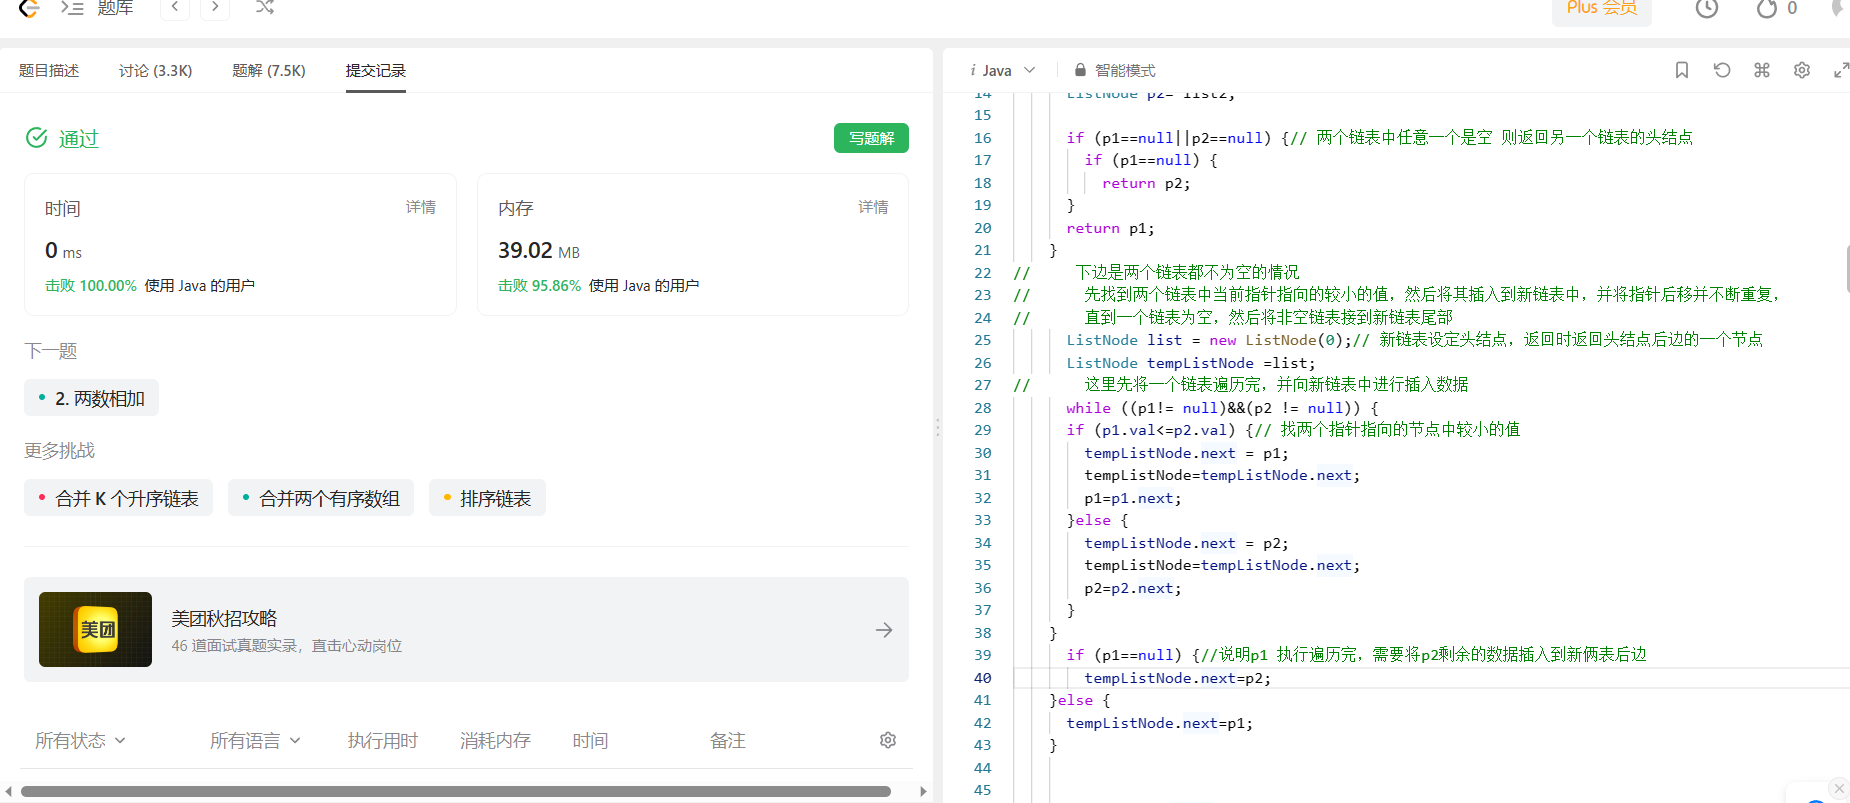 题库
Plus 会员
0
题目描述 讨论 (3.3K) 题解 (7.5K) 提交记录
通过
写题解
时间 详情
0 ms
击败 100.00% 使用 Java 的用户
内存 详情
39.02 MB
击败 95.86% 使用 Java 的用户
下一题
2. 两数相加
更多挑战
合并 K 个升序链表 合并两个有序数组 排序链表
美团
美团秋招攻略
46 道面试真题实录，直击心动岗位
所有状态 所有语言 执行用时 消耗内存 时间 备注
i Java 智能模式
14 ListNode p2= list2;
15
16 if (p1==null||p2==null) {// 两个链表中任意一个是空 则返回另一个链表的头结点
17 if (p1==null) {
18 return p2;
19 }
20 return p1;
21 }
22 // 下边是两个链表都不为空的情况
23 // 先找到两个链表中当前指针指向的较小的值，然后将其插入到新链表中，并将指针后移并不断重复，
24 // 直到一个链表为空，然后将非空链表接到新链表尾部
25 ListNode list = new ListNode(0);// 新链表设定头结点，返回时返回头结点后边的一个节点
26 ListNode tempListNode =list;
27 // 这里先将一个链表遍历完，并向新链表中进行插入数据
28 while ((p1!= null)&&(p2 != null)) {
29 if (p1.val<=p2.val) {// 找两个指针指向的节点中较小的值
30 tempListNode.next = p1;
31 tempListNode=tempListNode.next;
32 p1=p1.next;
33 }else {
34 tempListNode.next = p2;
35 tempListNode=tempListNode.next;
36 p2=p2.next;
37 }
38 }
39 if (p1==null) {//说明p1 执行遍历完，需要将p2剩余的数据插入到新俩表后边
40 tempListNode.next=p2;
41 }else {
42 tempListNode.next=p1;
43 }
44
45